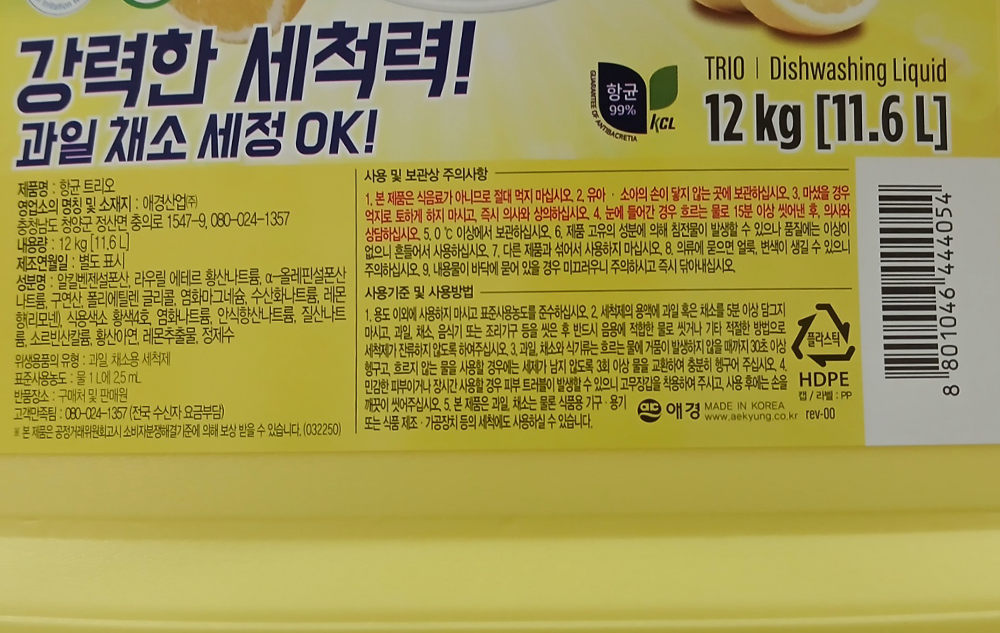 강력한 세척력!
과일 채소 세정 OK!
GUARANTEE OF ANTIBACRETIA
항균
99%
KCL
TRIO | Dishwashing Liquid
12 kg [11.6 L]
제품명 : 항균 트리오
영업소의 명칭 및 소재지 : 애경산업㈜
충청남도 청양군 정산면 충의로 1547-9, 080-024-1357
내용량 : 12 kg [11.6 L]
제조연월일 : 별도 표시
성분명 : 알킬벤젠설폰산, 라우릴 에테르 황산나트륨, α-올레핀설폰산
나트륨, 구연산, 폴리에틸렌 글리콜, 염화마그네슘, 수산화나트륨, 레몬
향(리모넨), 식용색소 황색4호, 염화나트륨, 안식향산나트륨, 질산나트
륨, 소르빈산칼륨, 황산아연, 레몬추출물, 정제수
위생용품의 유형 : 과일, 채소용 세척제
표준사용농도 : 물 1 L에 2.5 mL
반품장소 : 구매처 및 판매원
고객만족팀 : 080-024-1357 (전국 수신자 요금부담)
※ 본 제품은 공정거래위원회고시 소비자분쟁해결기준에 의해 보상 받을 수 있습니다. (032250)
사용 및 보관상 주의사항
1. 본 제품은 식음료가 아니므로 절대 먹지 마십시오. 2. 유아 · 소아의 손이 닿지 않는 곳에 보관하십시오. 3. 마셨을 경우
억지로 토하게 하지 마시고, 즉시 의사와 상의하십시오. 4. 눈에 들어간 경우 흐르는 물로 15분 이상 씻어낸 후, 의사와
상담하십시오. 5. 0 ℃ 이상에서 보관하십시오. 6. 제품 고유의 성분에 의해 침전물이 발생할 수 있으나 품질에는 이상이
없으니 흔들어서 사용하십시오. 7. 다른 제품과 섞어서 사용하지 마십시오. 8. 의류에 묻으면 얼룩, 변색이 생길 수 있으니
주의하십시오. 9. 내용물이 바닥에 묻어 있을 경우 미끄러우니 주의하시고 즉시 닦아내십시오.
사용기준 및 사용방법
1. 용도 이외에 사용하지 마시고 표준사용농도를 준수하십시오. 2. 세척제의 용액에 과일 혹은 채소를 5분 이상 담그지
마시고, 과일, 채소, 음식기 또는 조리기구 등을 씻은 후 반드시 음용에 적합한 물로 씻거나 기타 적절한 방법으로
세척제가 잔류하지 않도록 하여주십시오. 3. 과일, 채소와 식기류는 흐르는 물에 거품이 발생하지 않을 때까지 30초 이상
헹구고, 흐르지 않는 물을 사용할 경우에는 세제가 남지 않도록 3회 이상 물을 교환하여 충분히 헹구어 주십시오. 4.
민감한 피부이거나 장시간 사용할 경우 피부 트러블이 발생할 수 있으니 고무장갑을 착용하여 주시고, 사용 후에는 손을
깨끗이 씻어주십시오. 5. 본 제품은 과일, 채소는 물론 식품용 기구 · 용기
또는 식품 제조 · 가공장치 등의 세척에도 사용하실 수 있습니다.
애경 MADE IN KOREA
www.aekyung.co.kr rev-00
플라스틱
HDPE
캡 / 라벨 : PP
8 801046 444054